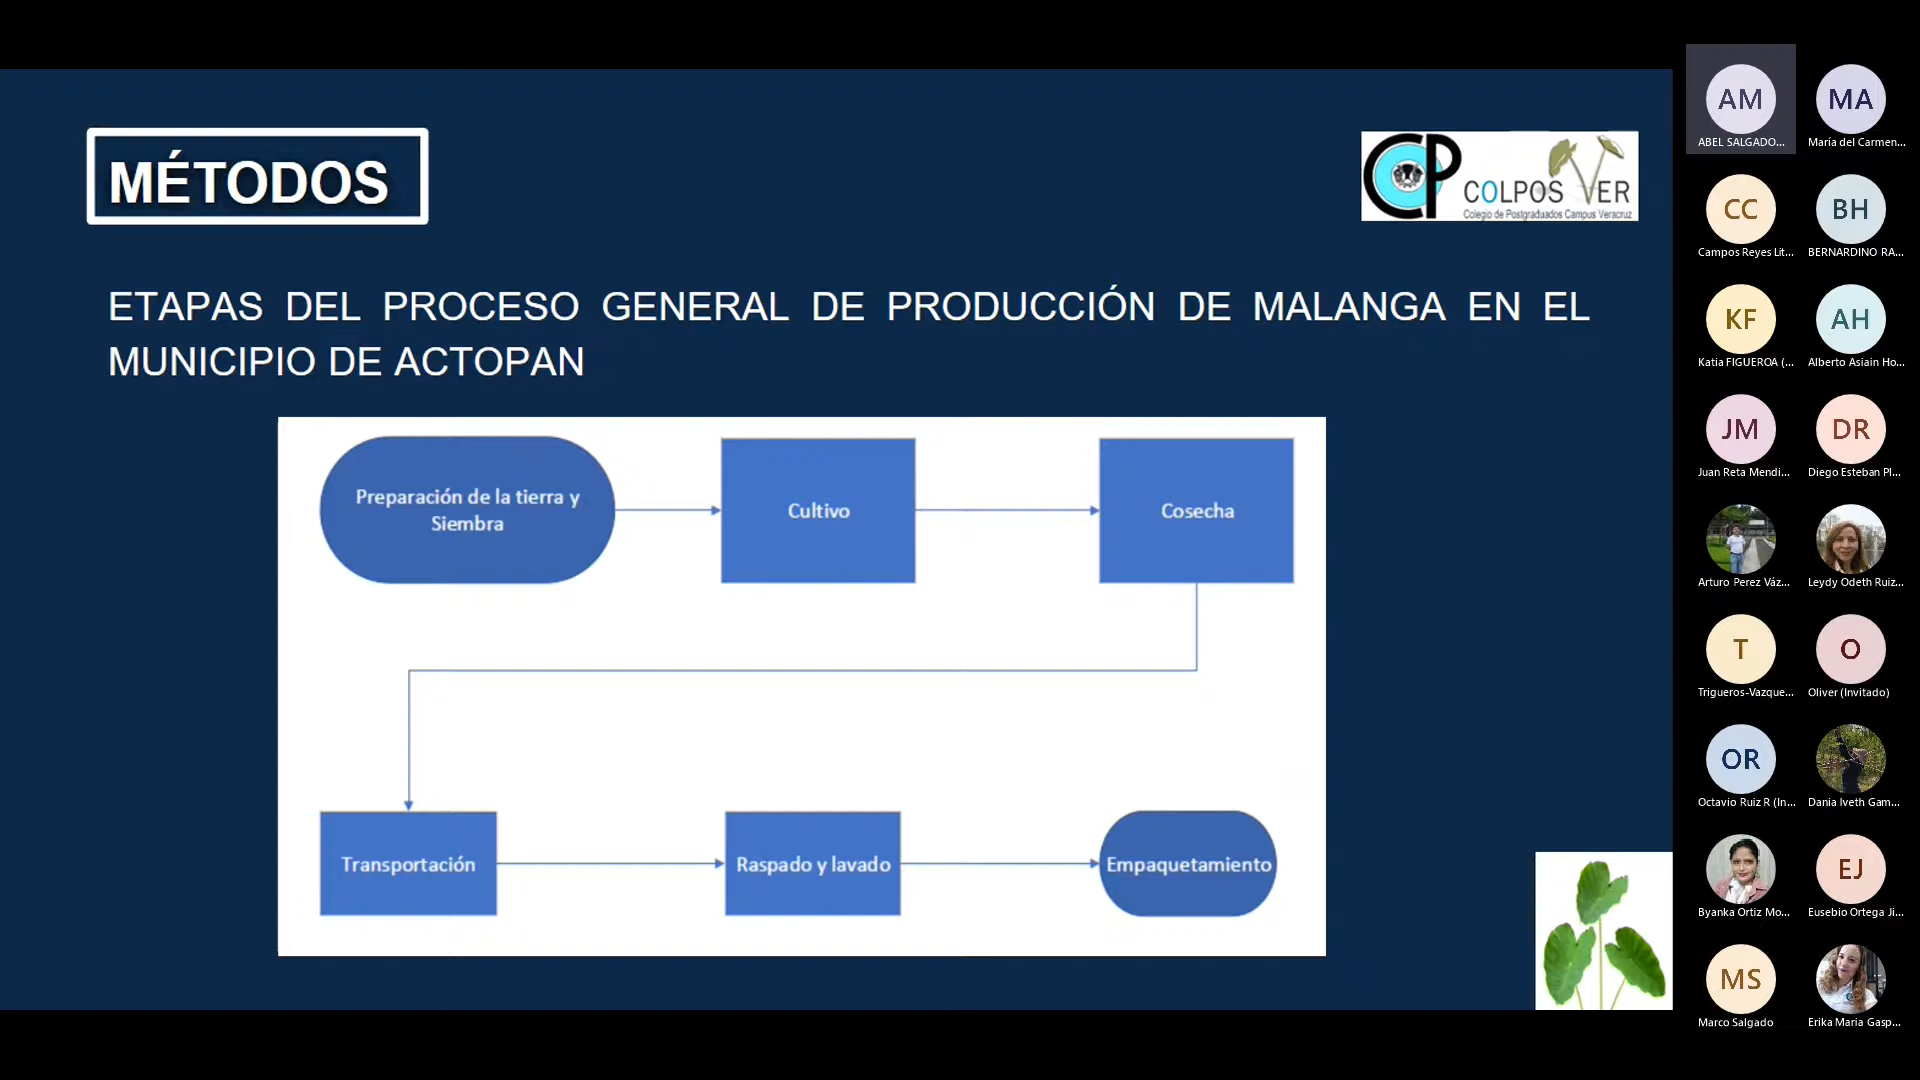 MÉTODOS
CP COLPOS VER
Colegio de Postgraduados Campus Veracruz
ETAPAS DEL PROCESO GENERAL DE PRODUCCIÓN DE MALANGA EN EL
MUNICIPIO DE ACTOPAN
Preparación de la tierra y
Siembra
Cultivo
Cosecha
Transportación
Raspado y lavado
Empaquetamiento
AM
MA
ABEL SALGADO...
María del Carmen...
CC
BH
Campos Reyes Lit...
BERNARDINO RA...
KF
AH
Katia FIGUEROA (...
Alberto Asiain Ho...
JM
DR
Juan Reta Mendi...
Diego Esteban Pl...
Arturo Perez Váz...
Leydy Odeth Ruiz...
T
O
Trigueros-Vazque...
Oliver (Invitado)
OR
Octavio Ruiz R (In...
Dania Iveth Gam...
EJ
Byanka Ortiz Mo...
Eusebio Ortega Ji...
MS
Marco Salgado
Erika Maria Gasp...